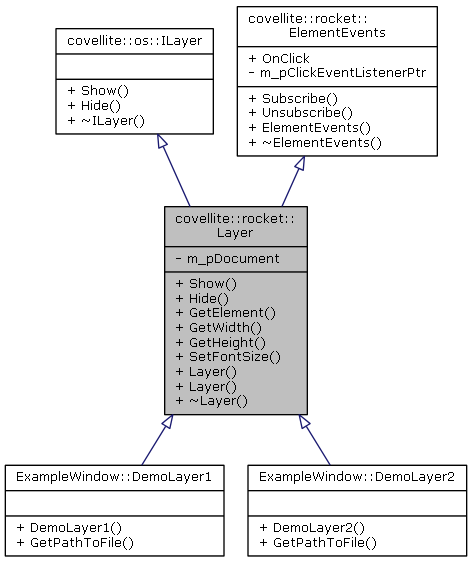 covellite::os::ILayer
+ Show()
+ Hide()
+ ~ILayer()
covellite::rocket::
ElementEvents
+ OnClick
- m_pClickEventListenerPtr
+ Subscribe()
+ Unsubscribe()
+ ElementEvents()
+ ~ElementEvents()
covellite::rocket::
Layer
- m_pDocument
+ Show()
+ Hide()
+ GetElement()
+ GetWidth()
+ GetHeight()
+ SetFontSize()
+ Layer()
+ Layer()
+ ~Layer()
ExampleWindow::DemoLayer1
+ DemoLayer1()
+ GetPathToFile()
ExampleWindow::DemoLayer2
+ DemoLayer2()
+ GetPathToFile()